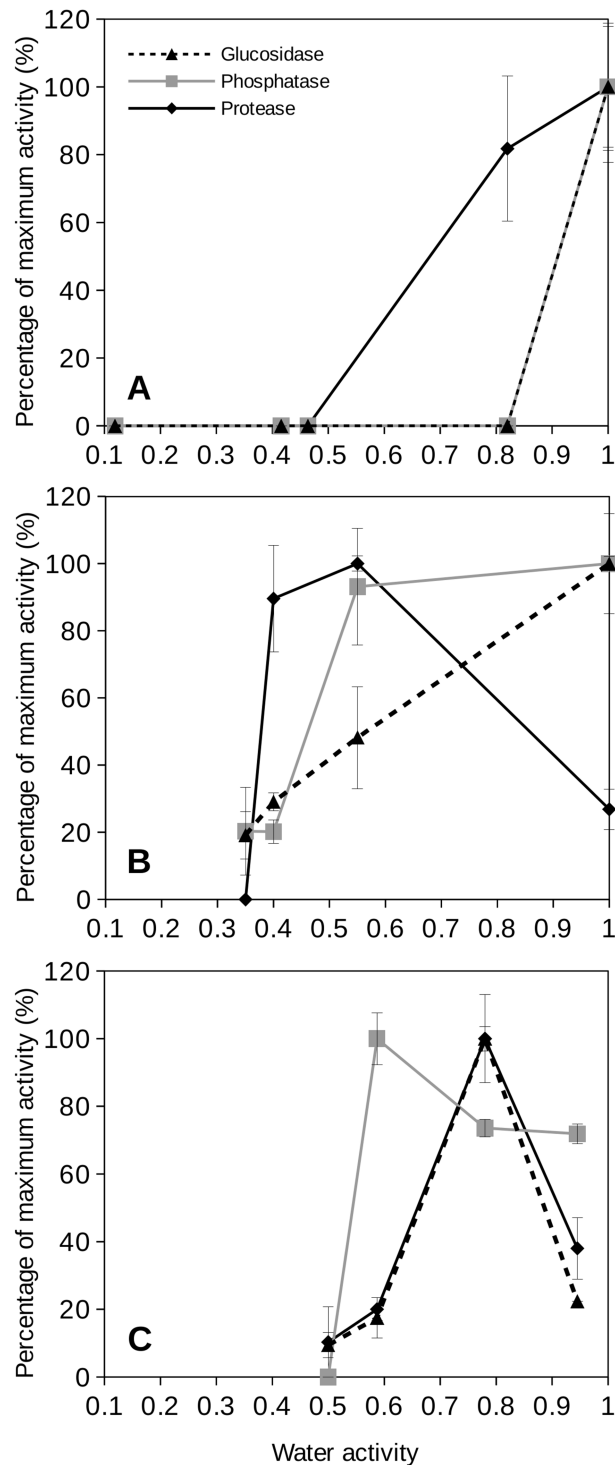 Percentage of maximum activity (%)
120
100
80
60
40
20
0
Glucosidase
Phosphatase
Protease
A
0.1 0.2 0.3 0.4 0.5 0.6 0.7 0.8 0.9 1
Percentage of maximum activity (%)
120
100
80
60
40
20
0
B
0.1 0.2 0.3 0.4 0.5 0.6 0.7 0.8 0.9 1
Percentage of maximum activity (%)
120
100
80
60
40
20
0
C
0.1 0.2 0.3 0.4 0.5 0.6 0.7 0.8 0.9 1
Water activity